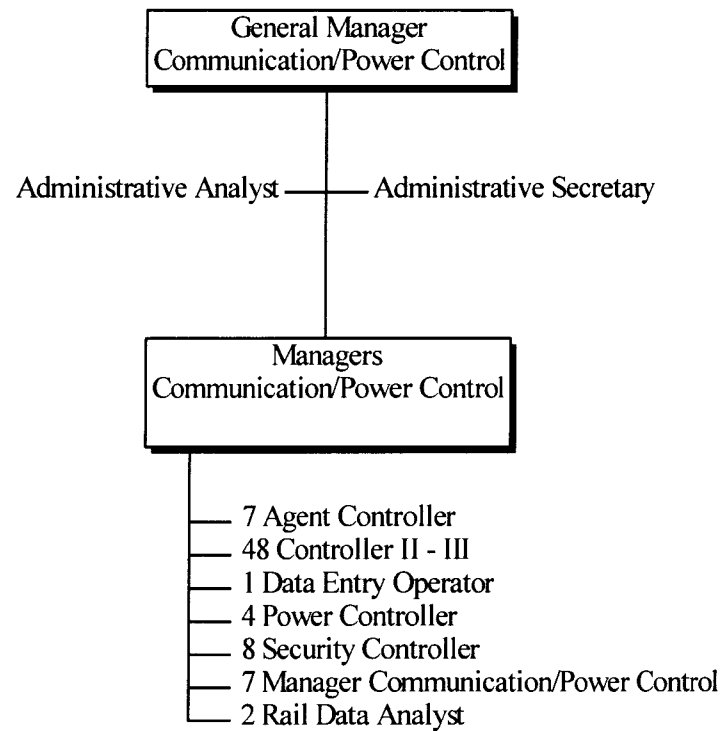 General Manager
Communication/Power Control
Administrative Analyst
Administrative Secretary
Managers
Communication/Power Control
7 Agent Controller
48 Controller II - III
1 Data Entry Operator
4 Power Controller
8 Security Controller
7 Manager Communication/Power Control
2 Rail Data Analyst